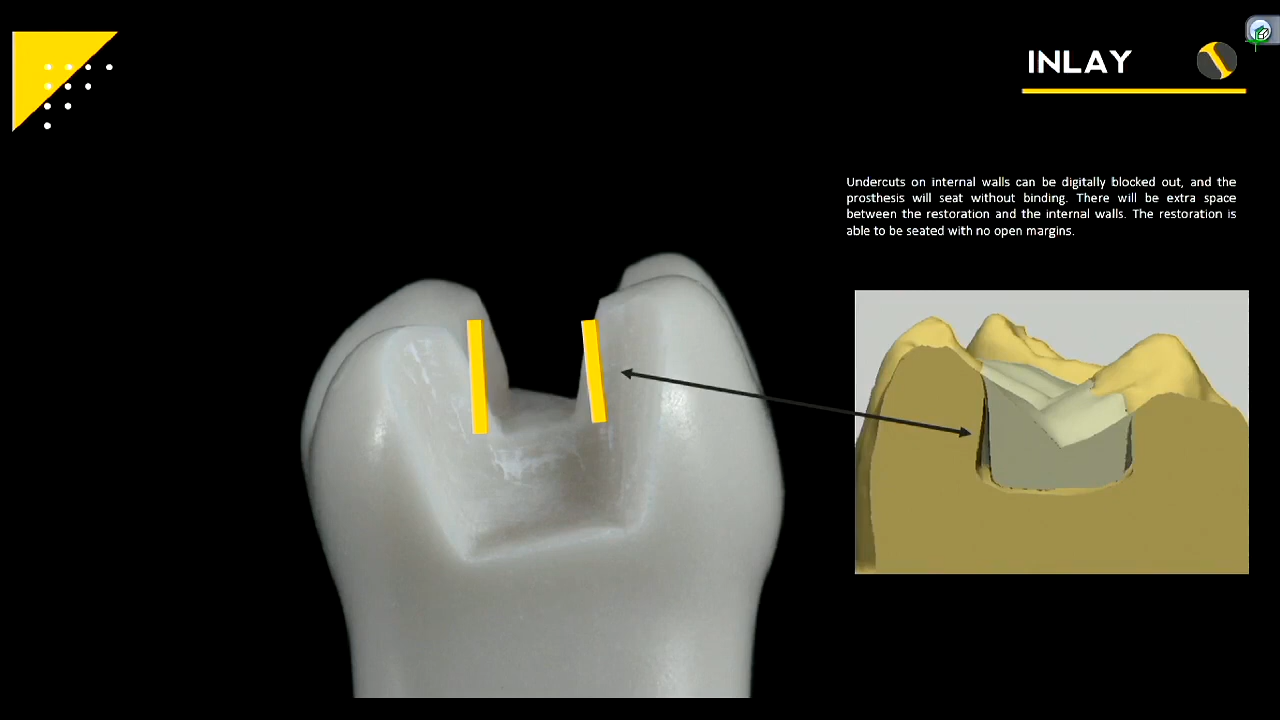 INLAY
Undercuts on internal walls can be digitally blocked out, and the
prosthesis will seat without binding. There will be extra space
between the restoration and the internal walls. The restoration is
able to be seated with no open margins.